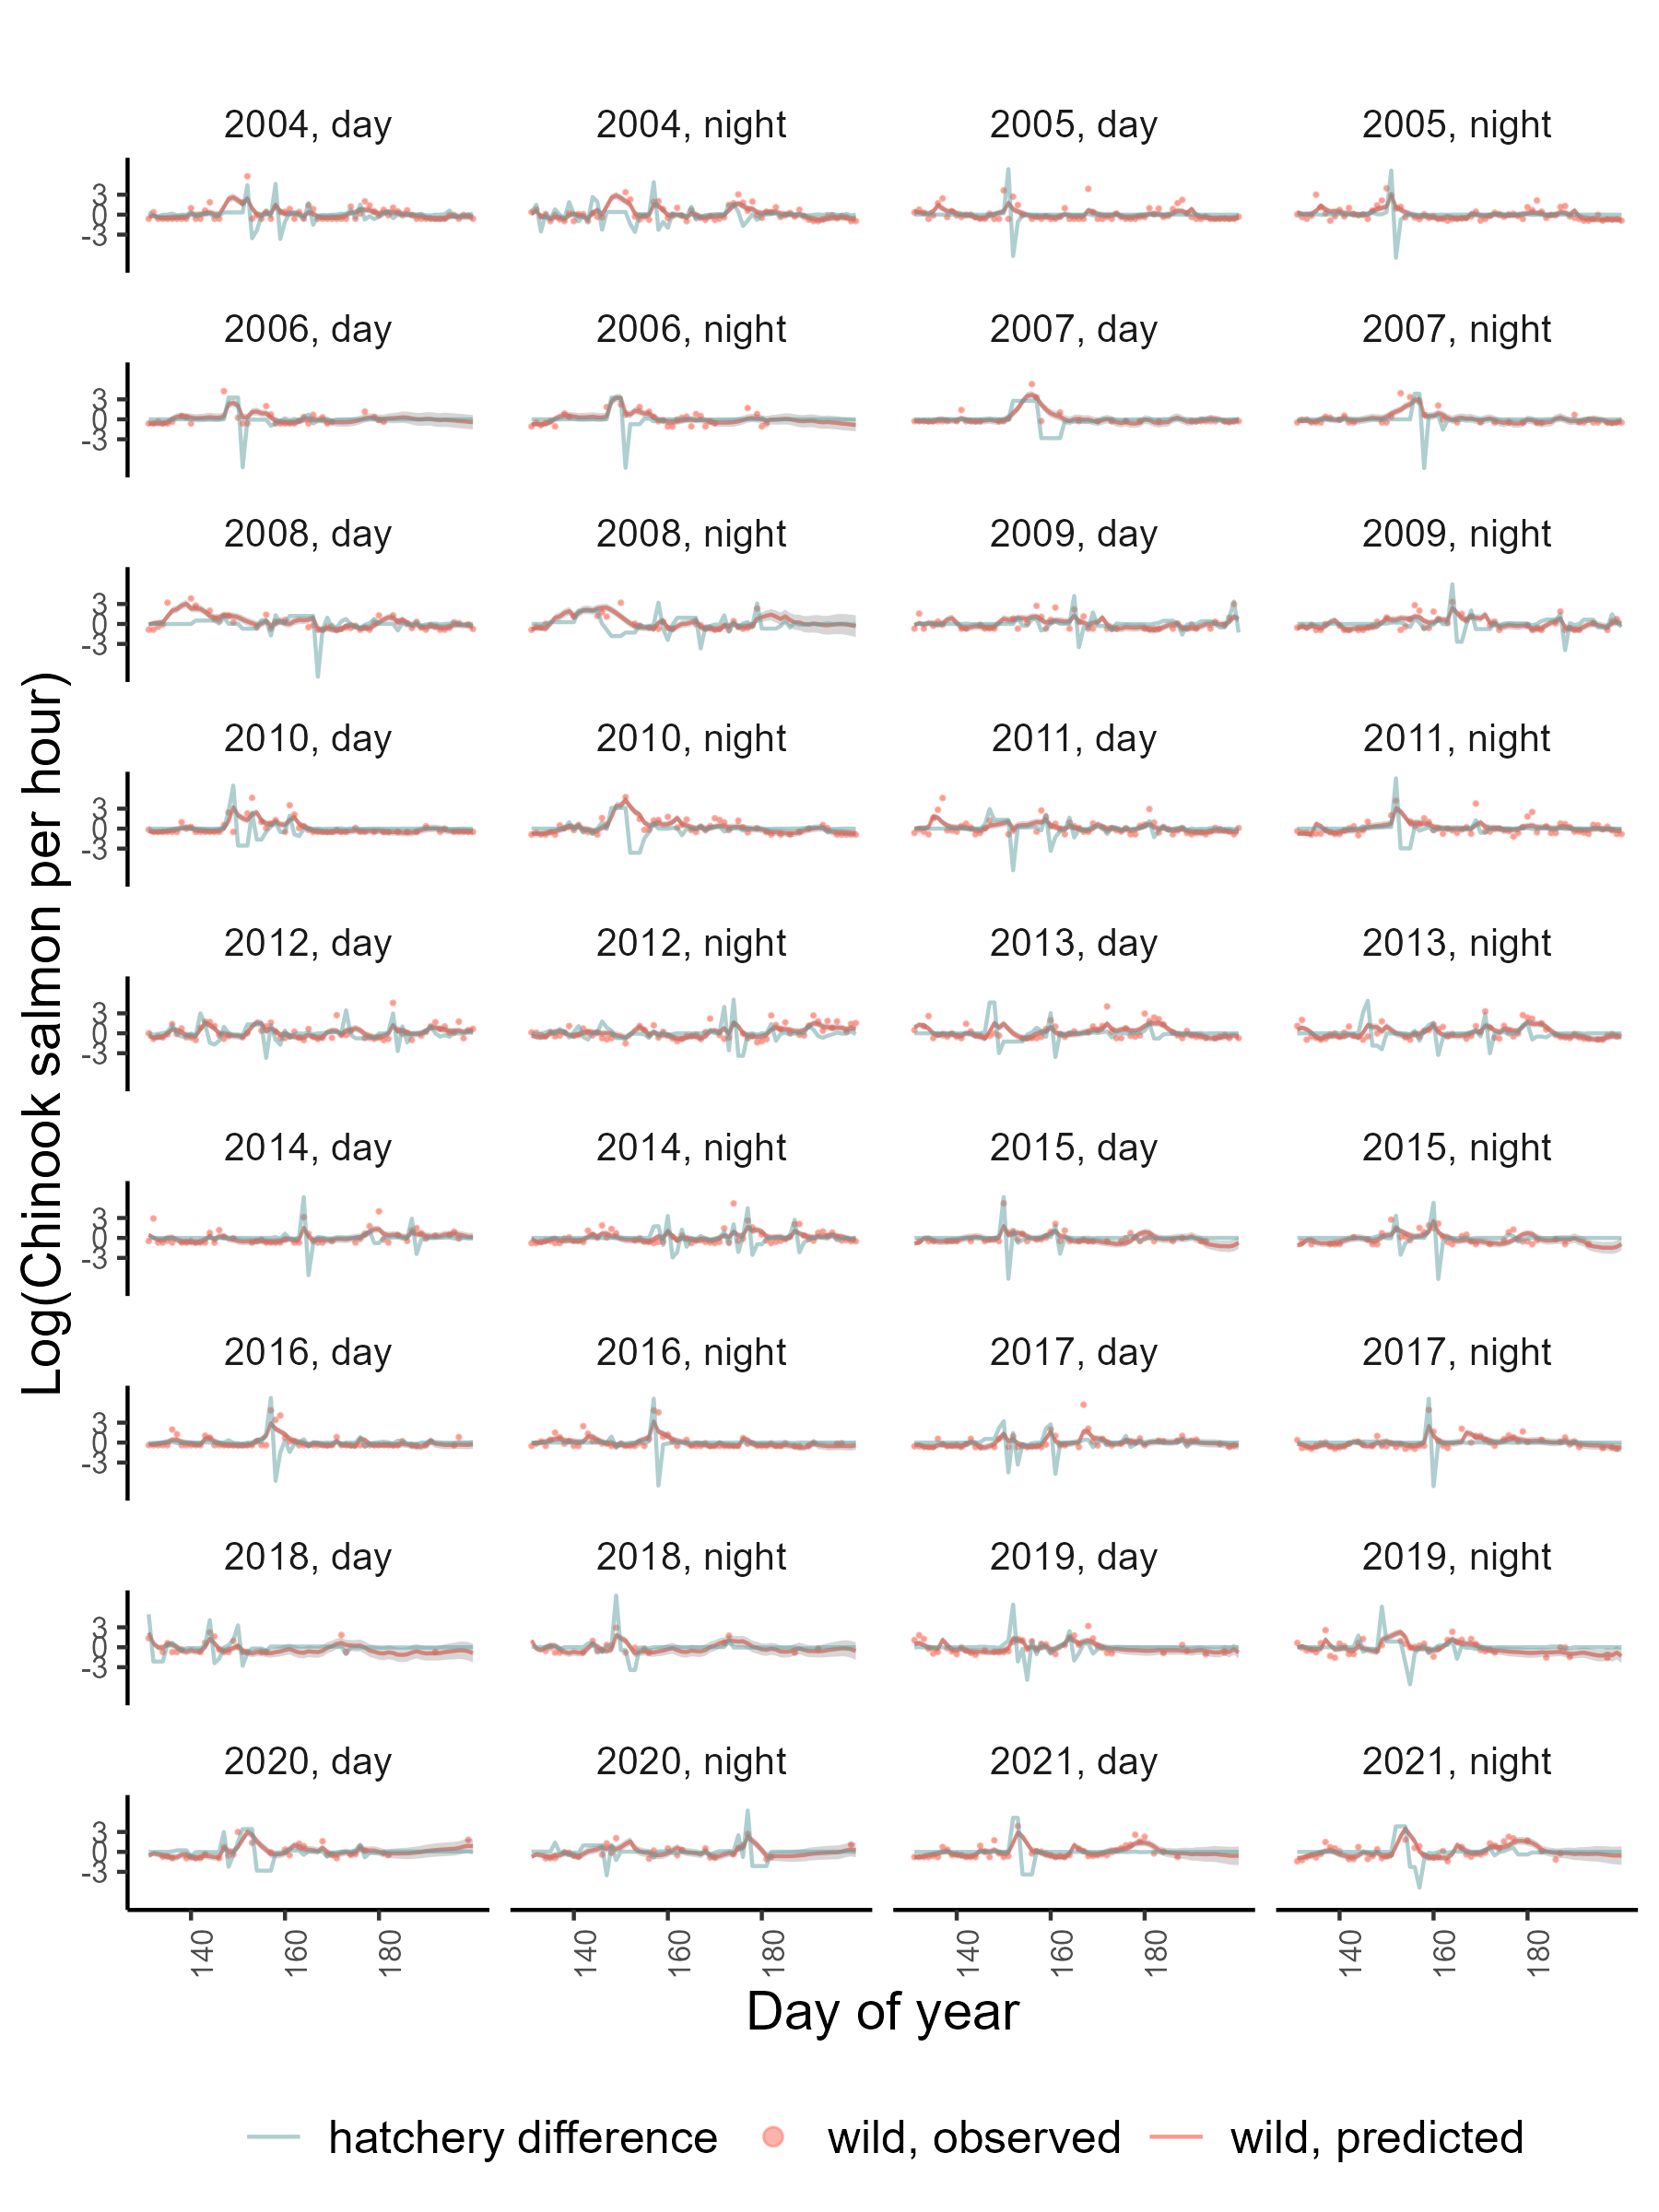 2004, day 2004, night 2005, day 2005, night
3
0
-3
2006, day 2006, night 2007, day 2007, night
3
0
-3
2008, day 2008, night 2009, day 2009, night
3
0
-3
2010, day 2010, night 2011, day 2011, night
3
0
-3
2012, day 2012, night 2013, day 2013, night
3
0
-3
2014, day 2014, night 2015, day 2015, night
3
0
-3
2016, day 2016, night 2017, day 2017, night
3
0
-3
2018, day 2018, night 2019, day 2019, night
3
0
-3
2020, day 2020, night 2021, day 2021, night
3
0
-3
Log(Chinook salmon per hour)
140 160 180 140 160 180 140 160 180 140 160 180
Day of year
hatchery difference wild, observed wild, predicted